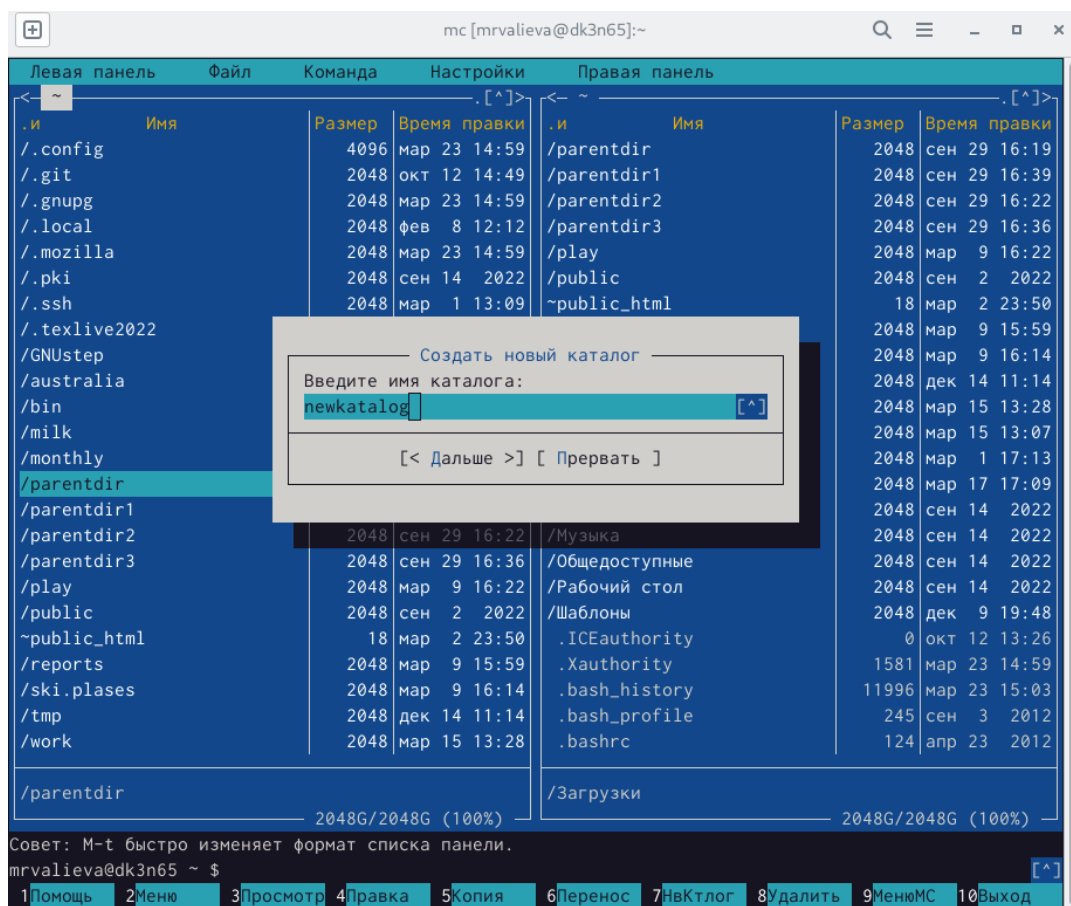 mc [mrvalieva@dk3n65]:~
Левая панель Файл Команда Настройки Правая панель
<— ~ .[^]> <— ~ .[^]>
.и Имя Размер Время правки .и Имя Размер Время правки
/.config 4096 мар 23 14:59 /parentdir 2048 сен 29 16:19
/.git 2048 окт 12 14:49 /parentdir1 2048 сен 29 16:39
/.gnupg 2048 мар 23 14:59 /parentdir2 2048 сен 29 16:22
/.local 2048 фев 8 12:12 /parentdir3 2048 сен 29 16:36
/.mozilla 2048 мар 23 14:59 /play 2048 мар 9 16:22
/.pki 2048 сен 14 2022 /public 2048 сен 2 2022
/.ssh 2048 мар 1 13:09 ~public_html 18 мар 2 23:50
/.texlive2022 2048 мар 9 15:59
/GNUstep Создать новый каталог 2048 мар 9 16:14
/australia Введите имя каталога: 2048 дек 14 11:14
/bin newkatalog [^] 2048 мар 15 13:28
/milk 2048 мар 15 13:07
/monthly [< Дальше >] [ Прервать ] 2048 мар 1 17:13
/parentdir 2048 мар 17 17:09
/parentdir1 2048 сен 14 2022
/parentdir2 2048 сен 29 16:22 /Музыка 2048 сен 14 2022
/parentdir3 2048 сен 29 16:36 /Общедоступные 2048 сен 14 2022
/play 2048 мар 9 16:22 /Рабочий стол 2048 сен 14 2022
/public 2048 сен 2 2022 /Шаблоны 2048 дек 9 19:48
~public_html 18 мар 2 23:50 .ICEauthority 0 окт 12 13:26
/reports 2048 мар 9 15:59 .Xauthority 1581 мар 23 14:59
/ski.plases 2048 мар 9 16:14 .bash_history 11996 мар 23 15:03
/tmp 2048 дек 14 11:14 .bash_profile 245 сен 3 2012
/work 2048 мар 15 13:28 .bashrc 124 апр 23 2012
/parentdir /Загрузки
2048G/2048G (100%) 2048G/2048G (100%)
Совет: M-t быстро изменяет формат списка панели.
mrvalieva@dk3n65 ~ $ [^]
1Помощь 2Меню 3Просмотр 4Правка 5Копия 6Перенос 7НвКтлог 8Удалить 9МенюМС 10Выход